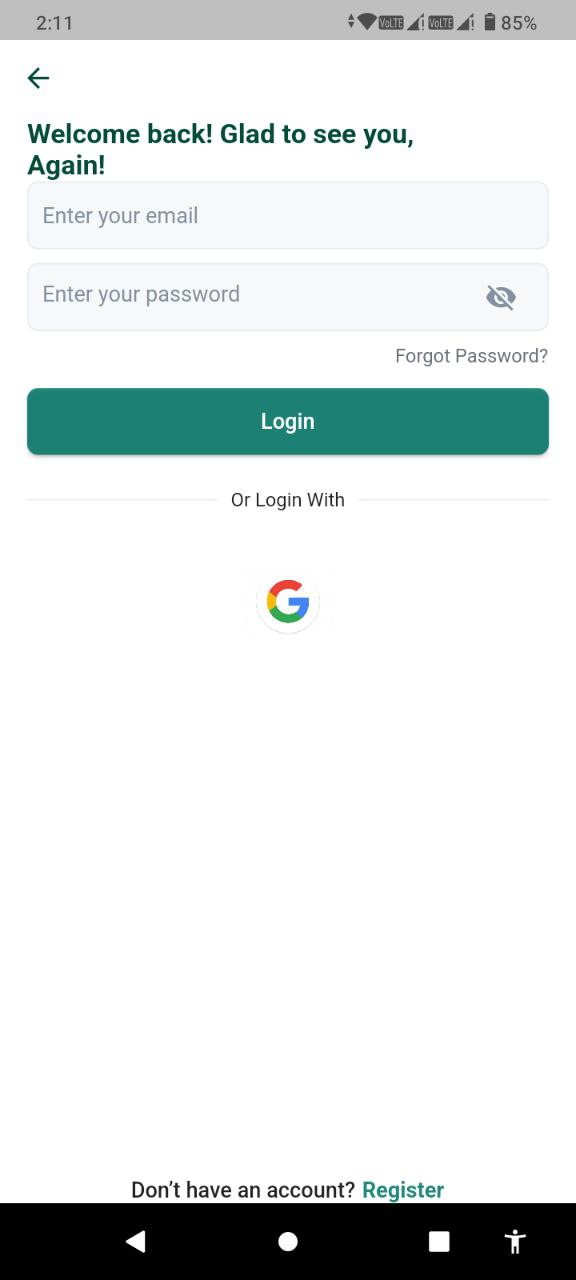 2:11 VoLTE VoLTE 85%
Welcome back! Glad to see you,
Again!
Enter your email
Enter your password
Forgot Password?
Login
Or Login With
Don’t have an account? Register